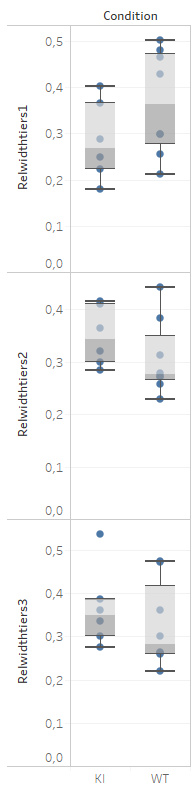 Condition
Relwidthtiers1
0,5
0,4
0,3
0,2
0,1
0,0
Relwidthtiers2
0,4
0,3
0,2
0,1
0,0
Relwidthtiers3
0,5
0,4
0,3
0,2
0,1
0,0
KI
WT